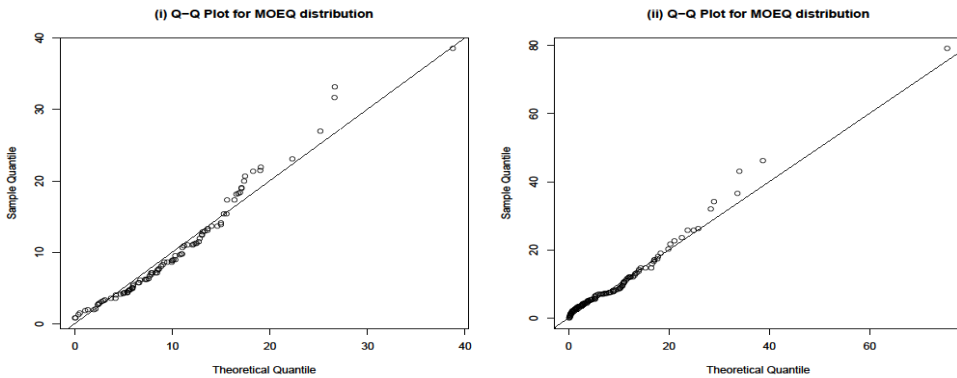 (i) Q−Q Plot for MOEQ distribution
Sample Quantile
40
30
20
10
0
0 10 20 30 40
Theoretical Quantile
(ii) Q−Q Plot for MOEQ distribution
Sample Quantile
80
60
40
20
0
0 20 40 60
Theoretical Quantile